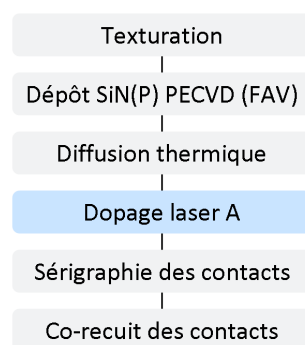 Texturation
Dépôt SiN(P) PECVD (FAV)
Diffusion thermique
Dopage laser A
Sérigraphie des contacts
Co-recuit des contacts